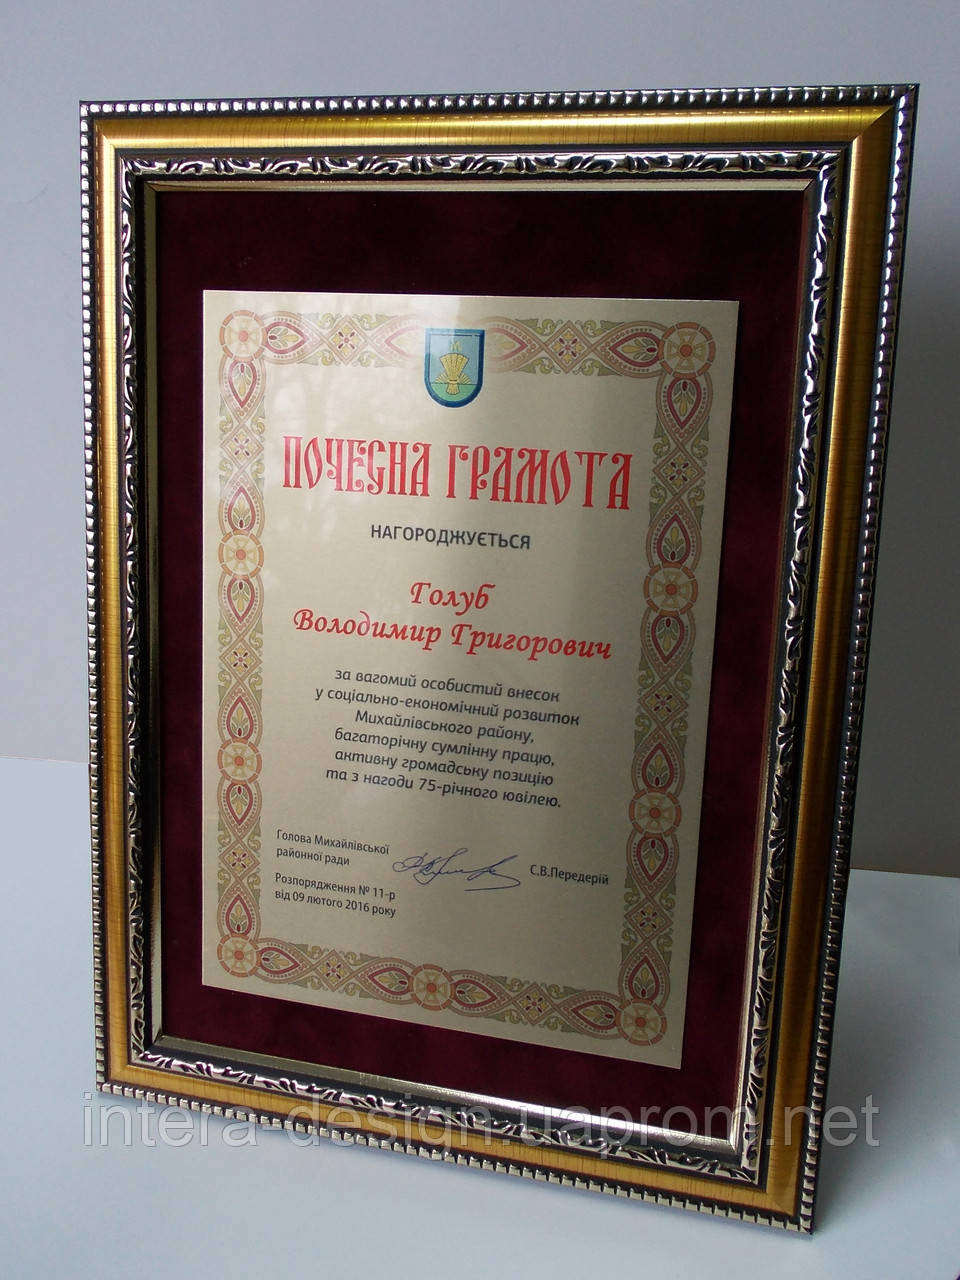 ПОЧЕСНА ГРАМОТА
НАГОРОДЖУЄТЬСЯ
Голуб
Володимир Григорович
за вагомий особистий внесок
у соціально-економічний розвиток
Михайлівського району,
багаторічну сумлінну працю,
активну громадську позицію
та з нагоди 75-річного ювілею.
Голова Михайлівської
районної ради
С.В.Передерій
Розпорядження № 11-р
від 09 лютого 2016 року
intera-design.uaprom.net